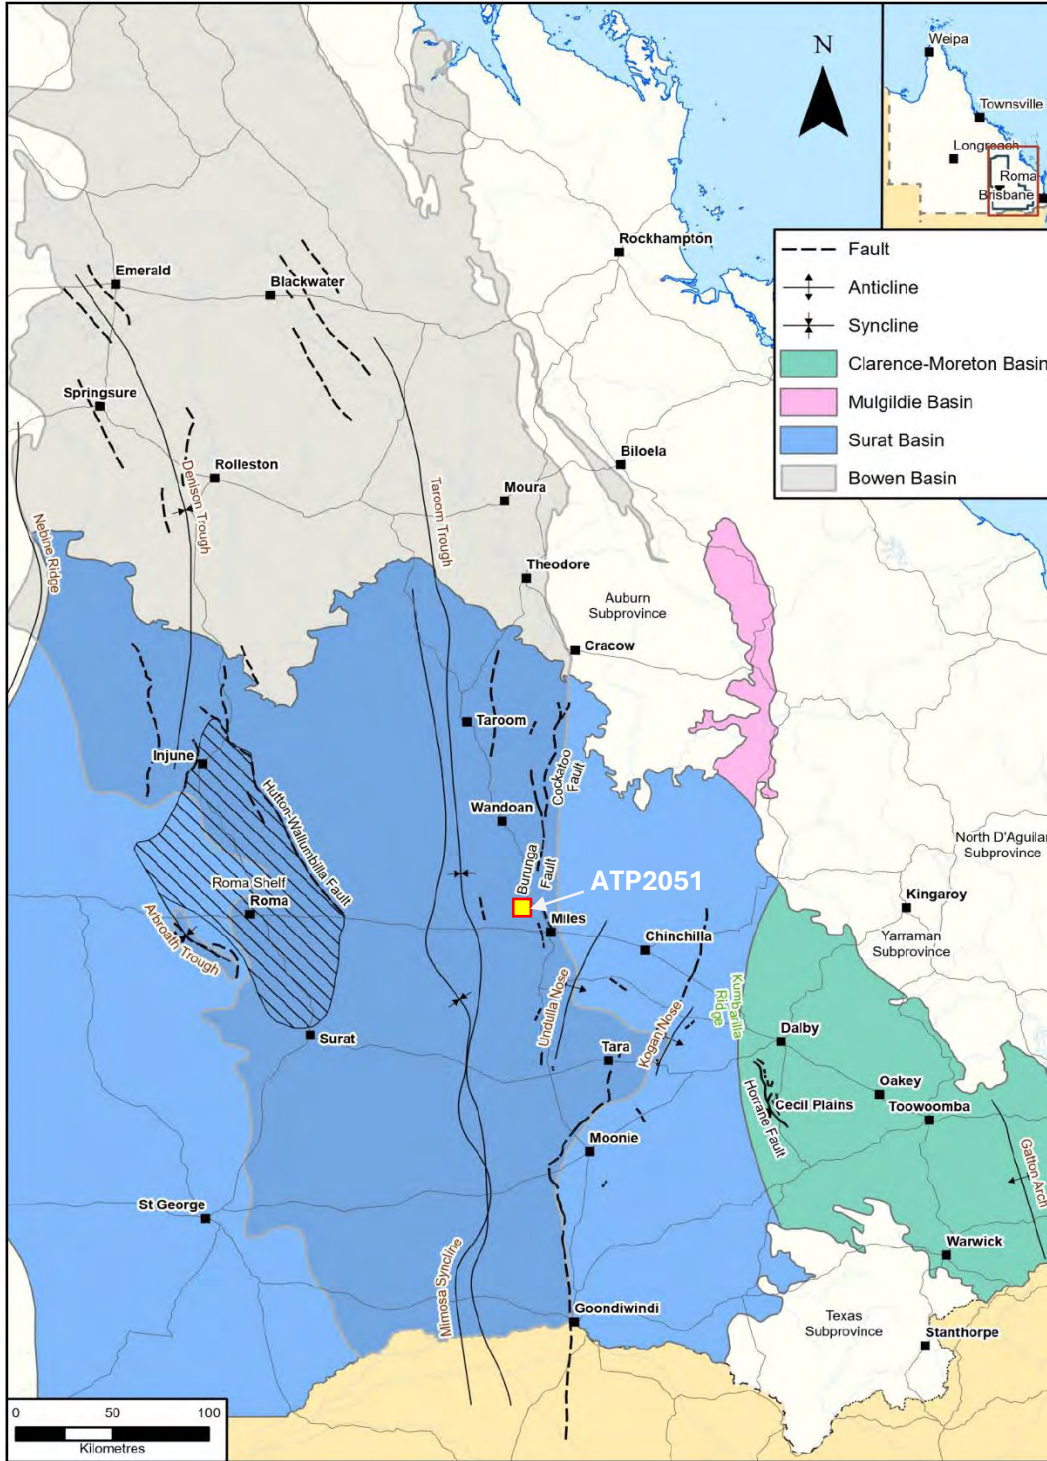 N
Weipa
Townsville
Longreach
Roma
Brisbane
Fault
Anticline
Syncline
Clarence-Moreton Basin
Mulgildie Basin
Surat Basin
Bowen Basin
Rockhampton
Emerald
Blackwater
Springsure
Rolleston
Denison Trough
Taroom Trough
Moura
Biloela
Nebine Ridge
Theodore
Auburn
Subprovince
Cracow
Taroom
Injune
Cockatoo
Fault
Hutton-Wallumbilla Fault
Wandoan
Burunga
Fault
ATP2051
North D'Aguilar
Subprovince
Kingaroy
Yarraman
Subprovince
Roma Shelf
Roma
Arbroath Trough
Miles
Chinchilla
Undulla Nose
Kogan Nose
Kumbarilla
Ridge
Surat
Tara
Dalby
Horrane Fault
Cecil Plains
Oakey
Toowoomba
Moonie
Gatton Arch
St George
Warwick
Mimosa Syncline
Goondiwindi
Texas
Subprovince
Stanthorpe
0 50 100
Kilometres